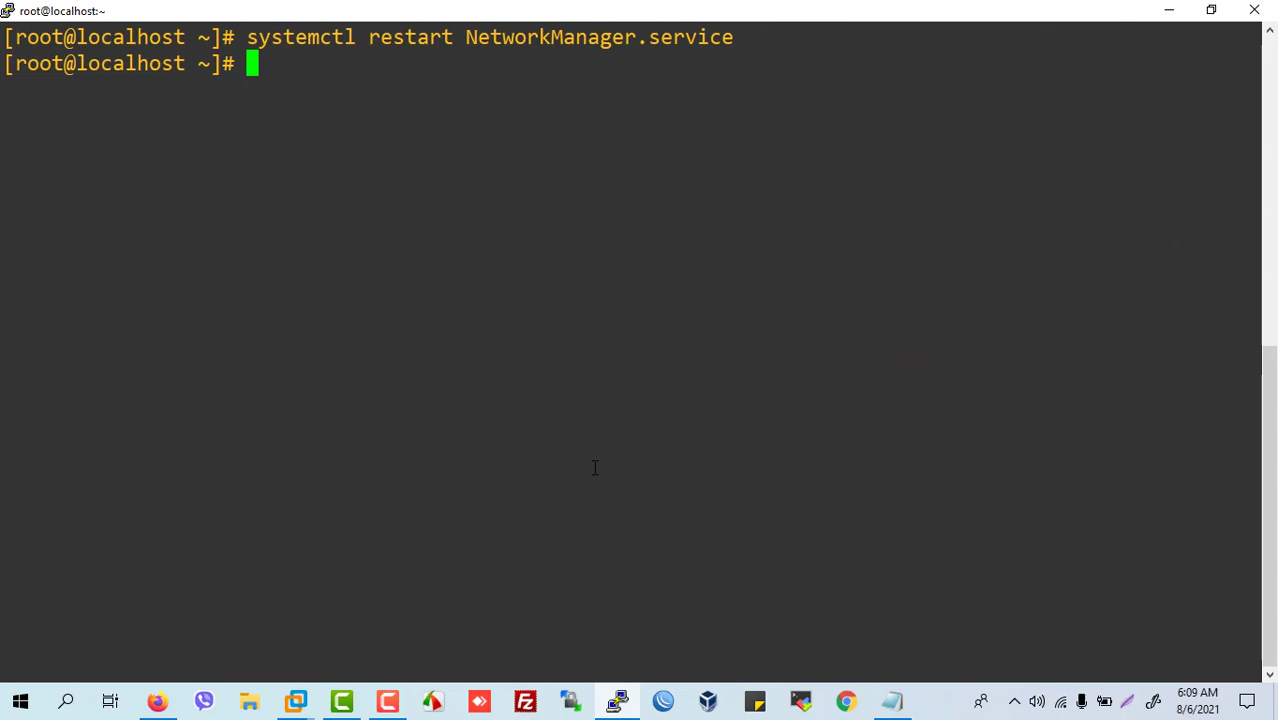 root@localhost:~
[root@localhost ~]# systemctl restart NetworkManager.service
[root@localhost ~]#
6:09 AM
8/6/2021